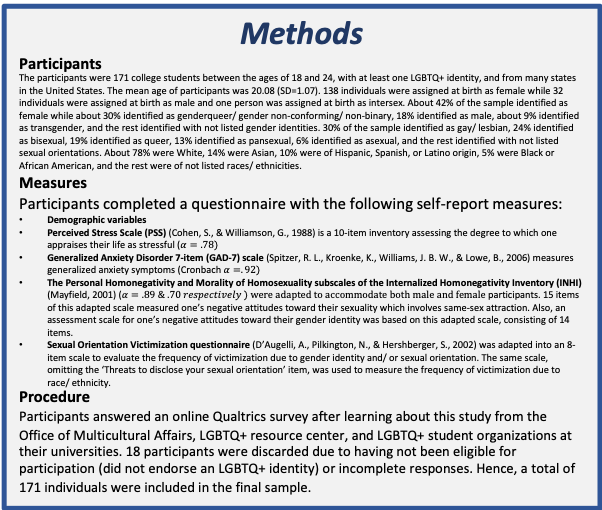 Methods
Participants
The participants were 171 college students between the ages of 18 and 24, with at least one LGBTQ+ identity, and from many states
in the United States. The mean age of participants was 20.08 (SD=1.07). 138 individuals were assigned at birth as female while 32
individuals were assigned at birth as male and one person was assigned at birth as intersex. About 42% of the sample identified as
female while about 30% identified as genderqueer/ gender non-conforming/ non-binary, 18% identified as male, about 9% identified
as transgender, and the rest identified with not listed gender identities. 30% of the sample identified as gay/ lesbian, 24% identified
as bisexual, 19% identified as queer, 13% identified as pansexual, 6% identified as asexual, and the rest identified with not listed
sexual orientations. About 78% were White, 14% were Asian, 10% were of Hispanic, Spanish, or Latino origin, 5% were Black or
African American, and the rest were of not listed races/ ethnicities.
Measures
Participants completed a questionnaire with the following self-report measures:
• Demographic variables
• Perceived Stress Scale (PSS) (Cohen, S., & Williamson, G., 1988) is a 10-item inventory assessing the degree to which one
appraises their life as stressful (α = .78)
• Generalized Anxiety Disorder 7-item (GAD-7) scale (Spitzer, R. L., Kroenke, K., Williams, J. B. W., & Lowe, B., 2006) measures
generalized anxiety symptoms (Cronbach α =. 92)
• The Personal Homonegativity and Morality of Homosexuality subscales of the Internalized Homonegativity Inventory (INHI)
(Mayfield, 2001) (α = .89 & .70 respectively ) were adapted to accommodate both male and female participants. 15 items
of this adapted scale measured one's negative attitudes toward their sexuality which involves same-sex attraction. Also, an
assessment scale for one's negative attitudes toward their gender identity was based on this adapted scale, consisting of 14
items.
• Sexual Orientation Victimization questionnaire (D'Augelli, A., Pilkington, N., & Hershberger, S., 2002) was adapted into an 8-
item scale to evaluate the frequency of victimization due to gender identity and/ or sexual orientation. The same scale,
omitting the 'Threats to disclose your sexual orientation' item, was used to measure the frequency of victimization due to
race/ ethnicity.
Procedure
Participants answered an online Qualtrics survey after learning about this study from the
Office of Multicultural Affairs, LGBTQ+ resource center, and LGBTQ+ student organizations at
their universities. 18 participants were discarded due to having not been eligible for
participation (did not endorse an LGBTQ+ identity) or incomplete responses. Hence, a total of
171 individuals were included in the final sample.